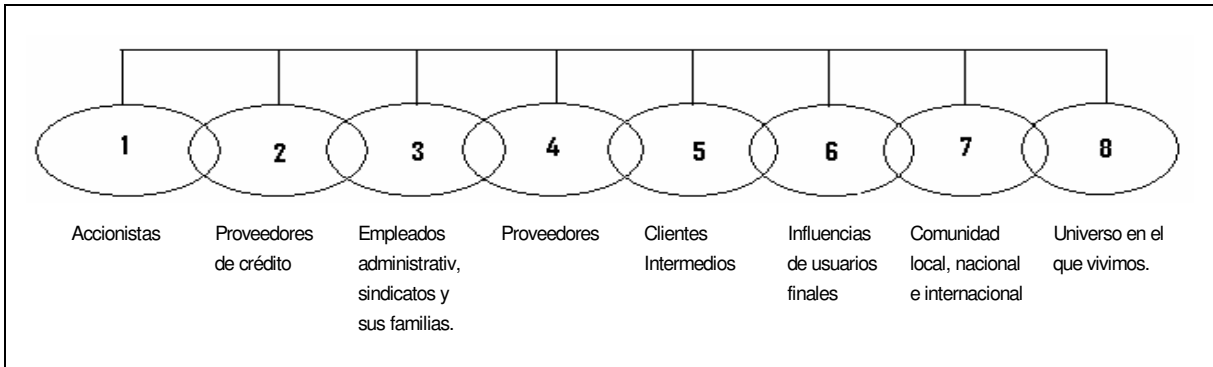 1 2 3 4 5 6 7 8
Accionistas
Proveedores
de crédito
Empleados
administrativ,
sindicatos y
sus familias.
Proveedores
Clientes
Intermedios
Influencias
de usuarios
finales
Comunidad
local, nacional
e internacional
Universo en el
que vivimos.